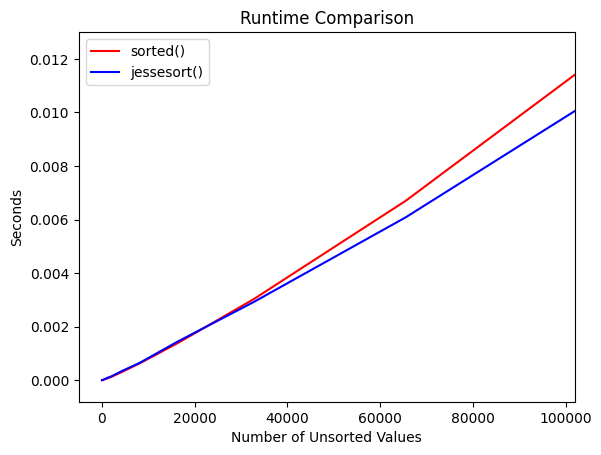 Runtime Comparison
sorted()
jessesort()
0.012
0.010
0.008
0.006
0.004
0.002
0.000
Seconds
0 20000 40000 60000 80000 100000
Number of Unsorted Values